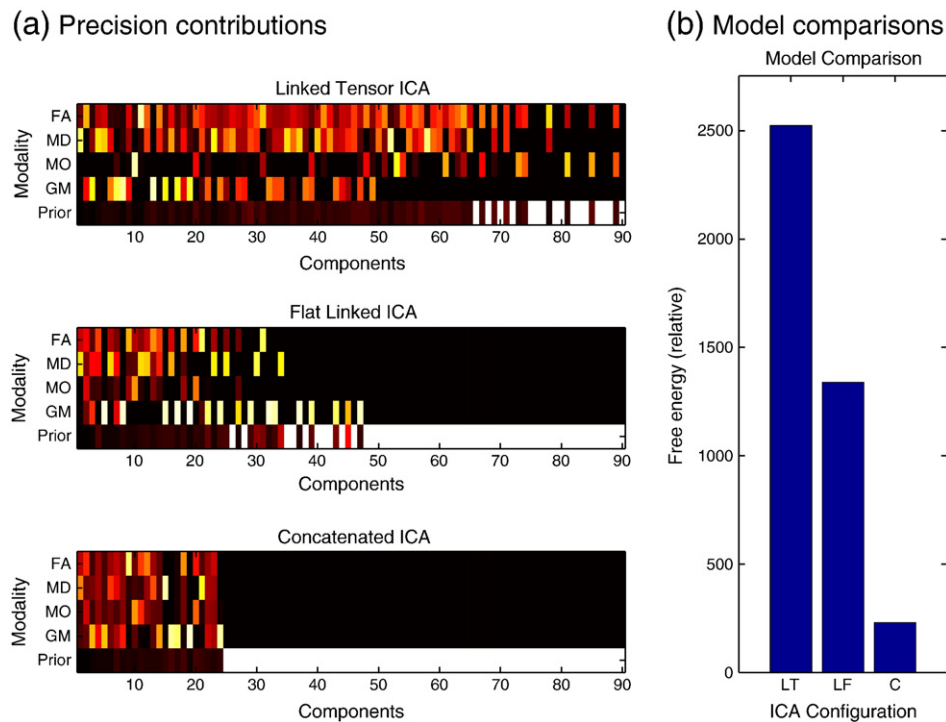 (a) Precision contributions
Linked Tensor ICA
Modality
FA
MD
MO
GM
Prior
10 20 30 40 50 60 70 80 90
Components
Flat Linked ICA
Modality
FA
MD
MO
GM
Prior
10 20 30 40 50 60 70 80 90
Components
Concatenated ICA
Modality
FA
MD
MO
GM
Prior
10 20 30 40 50 60 70 80 90
Components
(b) Model comparisons
Model Comparison
Free energy (relative)
2500
2000
1500
1000
500
0
LT LF C
ICA Configuration